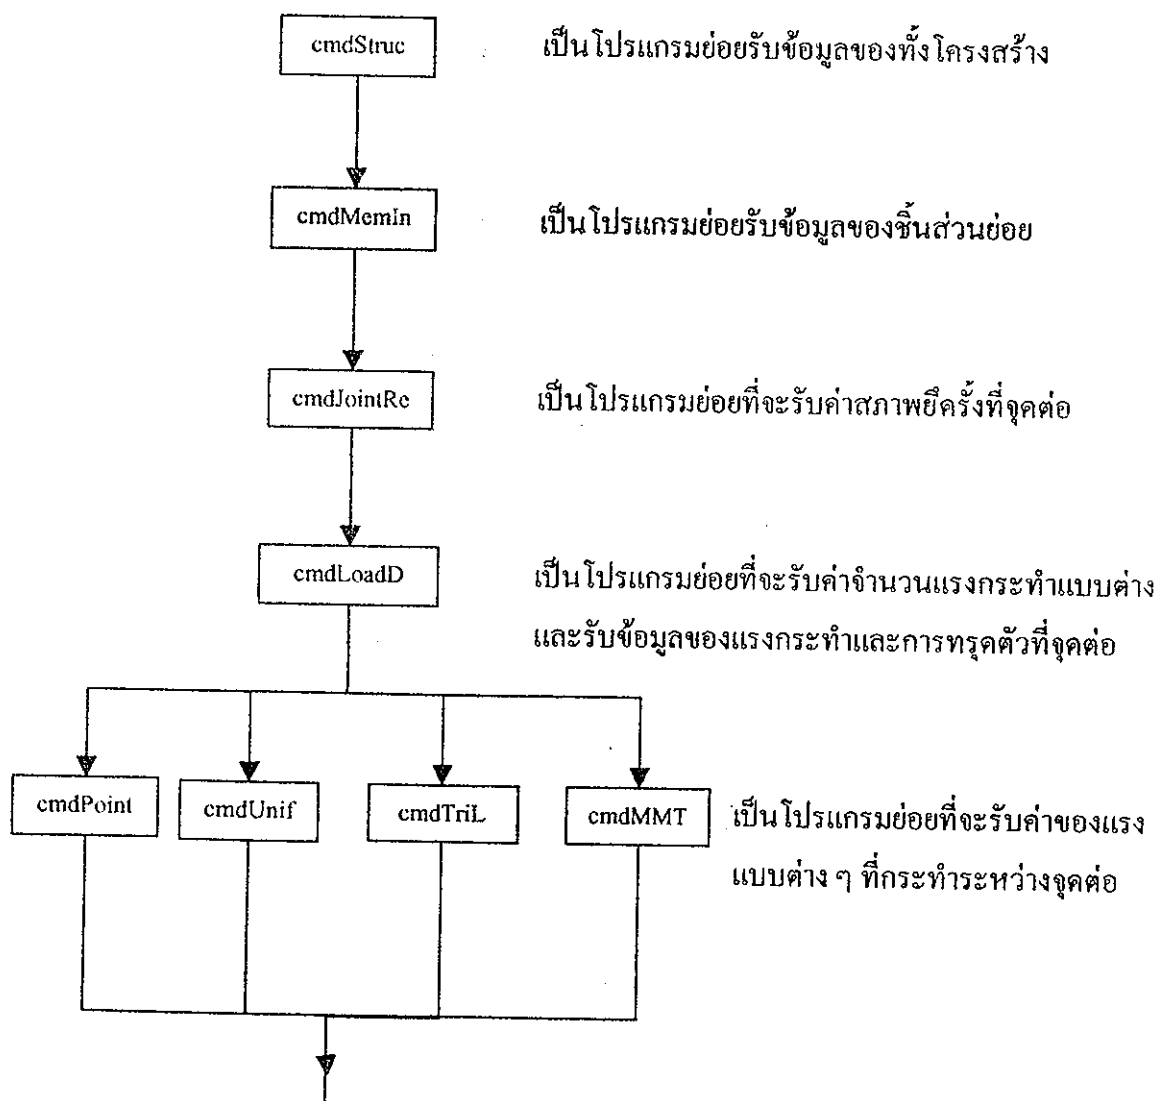 cmdStruc
เป็นโปรแกรมย่อยรับข้อมูลของทั้งโครงสร้าง
cmdMemIn
เป็นโปรแกรมย่อยรับข้อมูลของชิ้นส่วนย่อย
cmdJointRe
เป็นโปรแกรมย่อยที่จะรับค่าสภาพยึดรั้งที่จุดต่อ
cmdLoadD
เป็นโปรแกรมย่อยที่จะรับค่าจำนวนแรงกระทำแบบต่าง
และรับข้อมูลของแรงกระทำและการทรุดตัวที่จุดต่อ
cmdPoint
cmdUnif
cmdTriL
cmdMMT
เป็นโปรแกรมย่อยที่จะรับค่าของแรง
แบบต่าง ๆ ที่กระทำระหว่างจุดต่อ